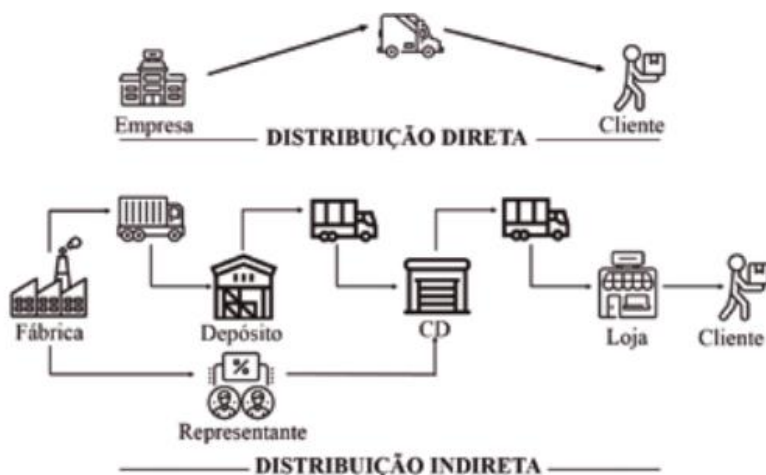 Empresa
Cliente
DISTRIBUIÇÃO DIRETA
Fábrica
Depósito
CD
Loja
Cliente
%
Representante
DISTRIBUIÇÃO INDIRETA